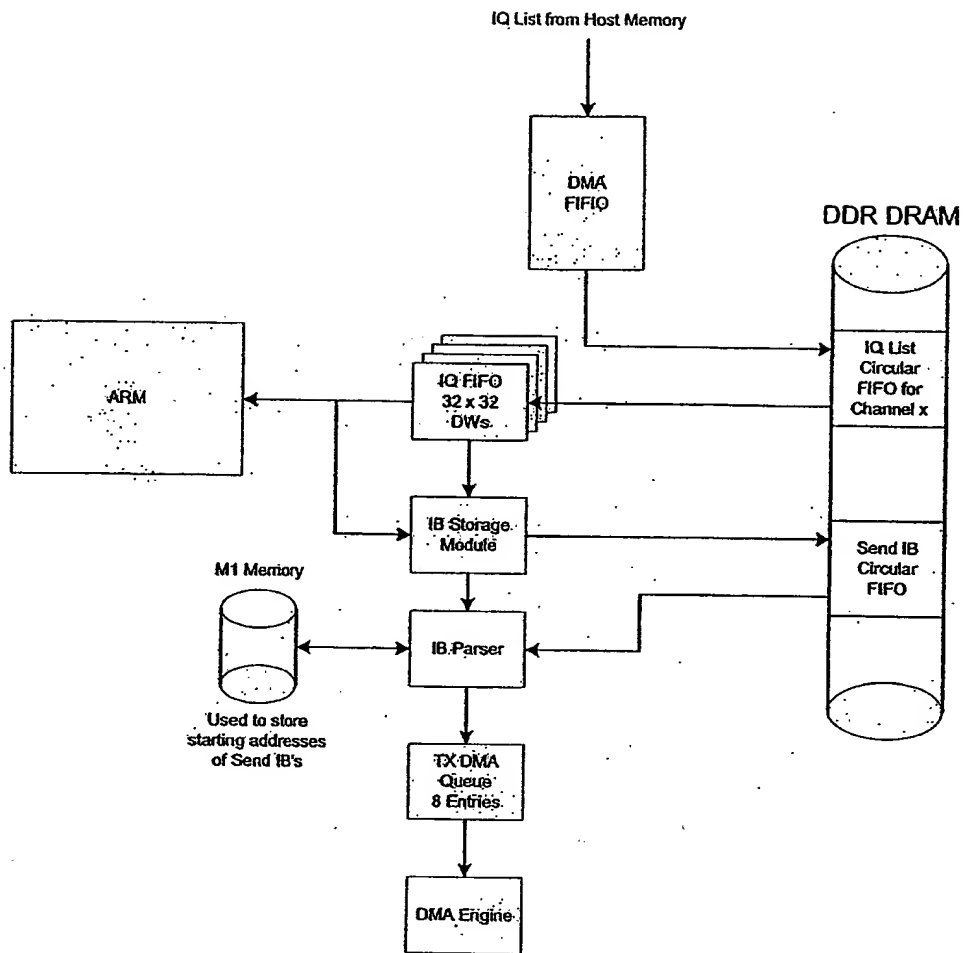 IQ List from Host Memory
DMA
FIFIO
DDR DRAM
IQ List
Circular
FIFO for
Channel x
ARM
IQ FIFO
32 x 32
DWs
IB Storage
Module
Send IB
Circular
FIFO
M1 Memory
IB Parser
Used to store
starting addresses
of Send IB's
TX DMA
Queue
8 Entries
DMA Engine